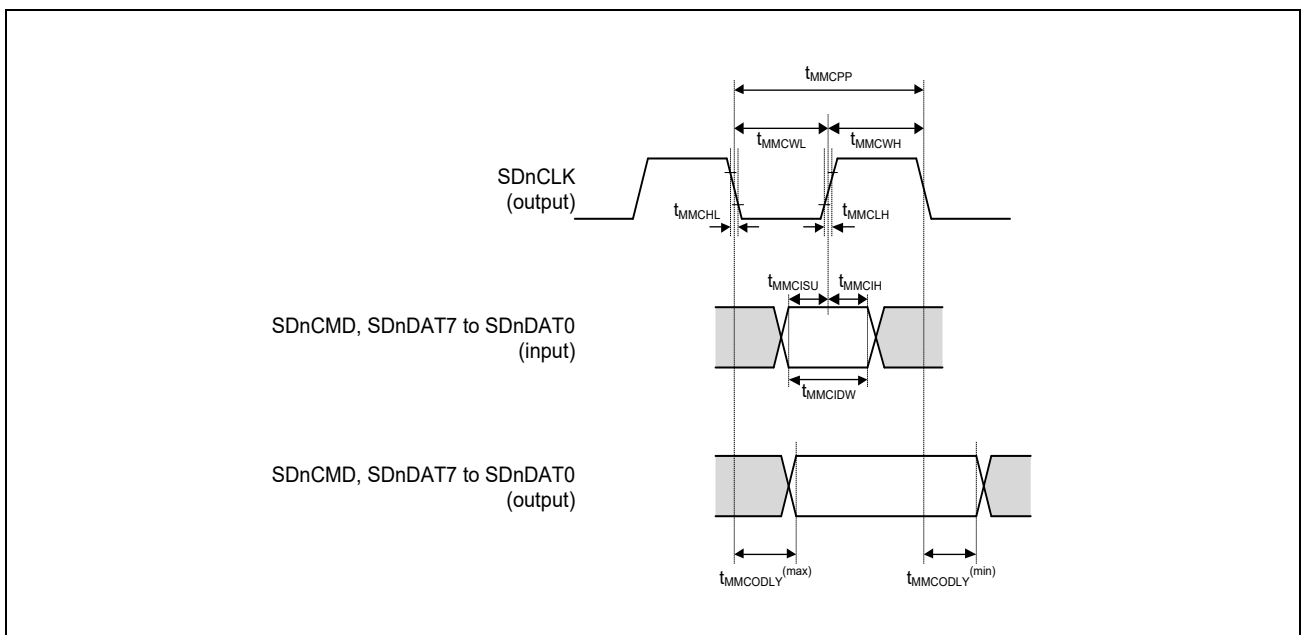 tMMCPP
tMMCWL
tMMCWH
SDnCLK
(output)
tMMCHL
tMMCLH
tMMCISU
tMMCIH
SDnCMD, SDnDAT7 to SDnDAT0
(input)
tMMCIDW
SDnCMD, SDnDAT7 to SDnDAT0
(output)
tMMCODLY(max)
tMMCODLY(min)